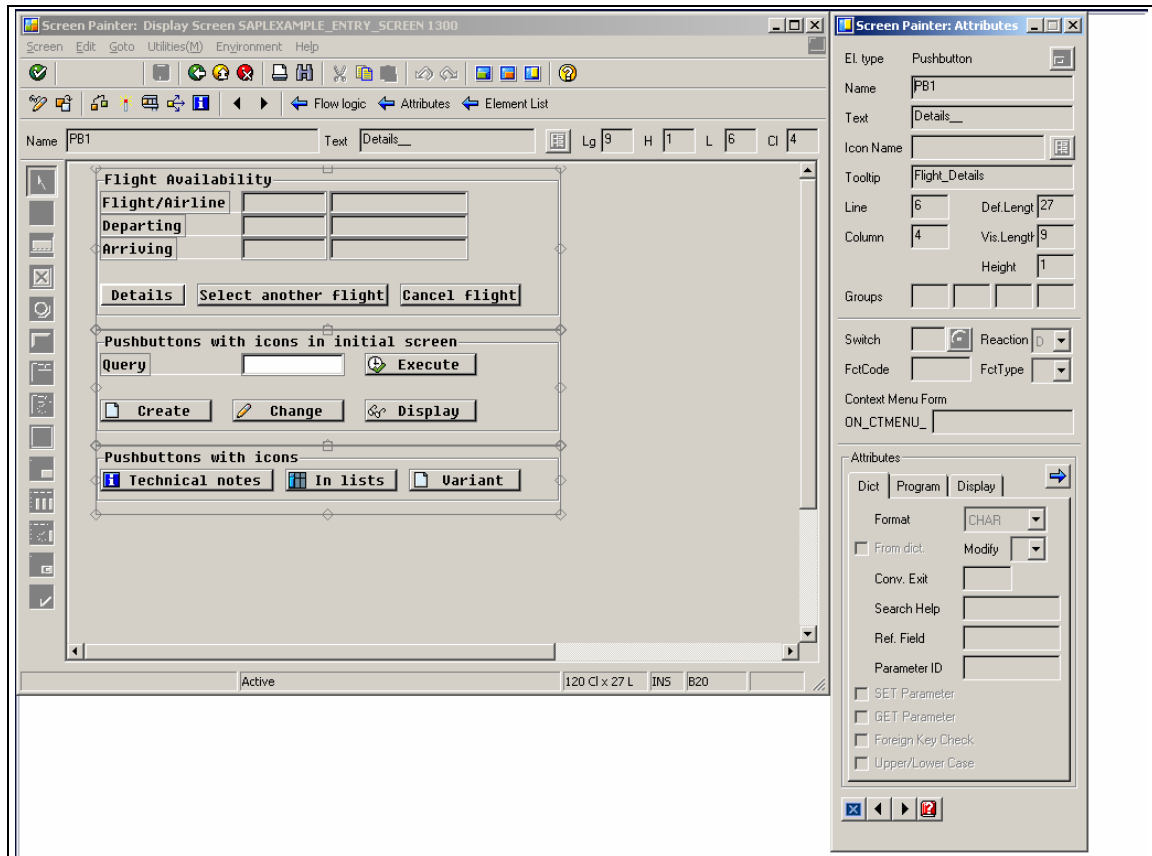 Screen Painter: Display Screen SAPLEXAMPLE_ENTRY_SCREEN 1300
Screen Edit Goto Utilities(M) Environment Help
Flow logic Attributes Element List
Name PB1 Text Details__ Lg 9 H 1 L 6 Cl 4
Flight Availability
Flight/Airline
Departing
Arriving
Details Select another flight Cancel flight
Pushbuttons with icons in initial screen
Query Execute
Create Change Display
Pushbuttons with icons
Technical notes In lists Variant
Active 120 Cl x 27 L INS B20
Screen Painter: Attributes
El. type Pushbutton
Name PB1
Text Details__
Icon Name
Tooltip Flight_Details
Line 6 Def.Lengt 27
Column 4 Vis.Length 9
Height 1
Groups
Switch Reaction D
FctCode FctType
Context Menu Form
ON_CTMENU_
Attributes
Dict Program Display
Format CHAR
From dict. Modify
Conv. Exit
Search Help
Ref. Field
Parameter ID
SET Parameter
GET Parameter
Foreign Key Check
Upper/Lower Case